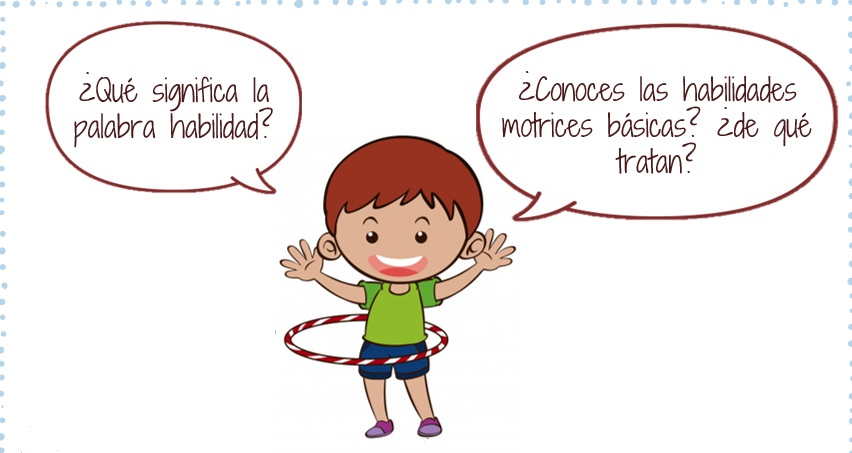 ¿Qué significa la
palabra habilidad?
¿Conoces las habilidades
motrices básicas? ¿de qué
tratan?